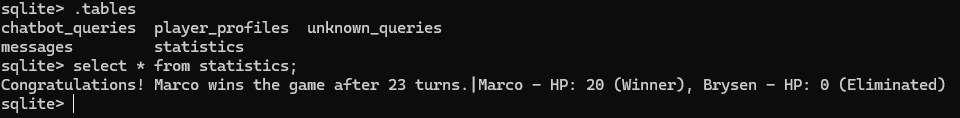 sqlite> .tables
chatbot_queries  player_profiles  unknown_queries
messages         statistics
sqlite> select * from statistics;
Congratulations! Marco wins the game after 23 turns.|Marco - HP: 20 (Winner), Brysen - HP: 0 (Eliminated)
sqlite>